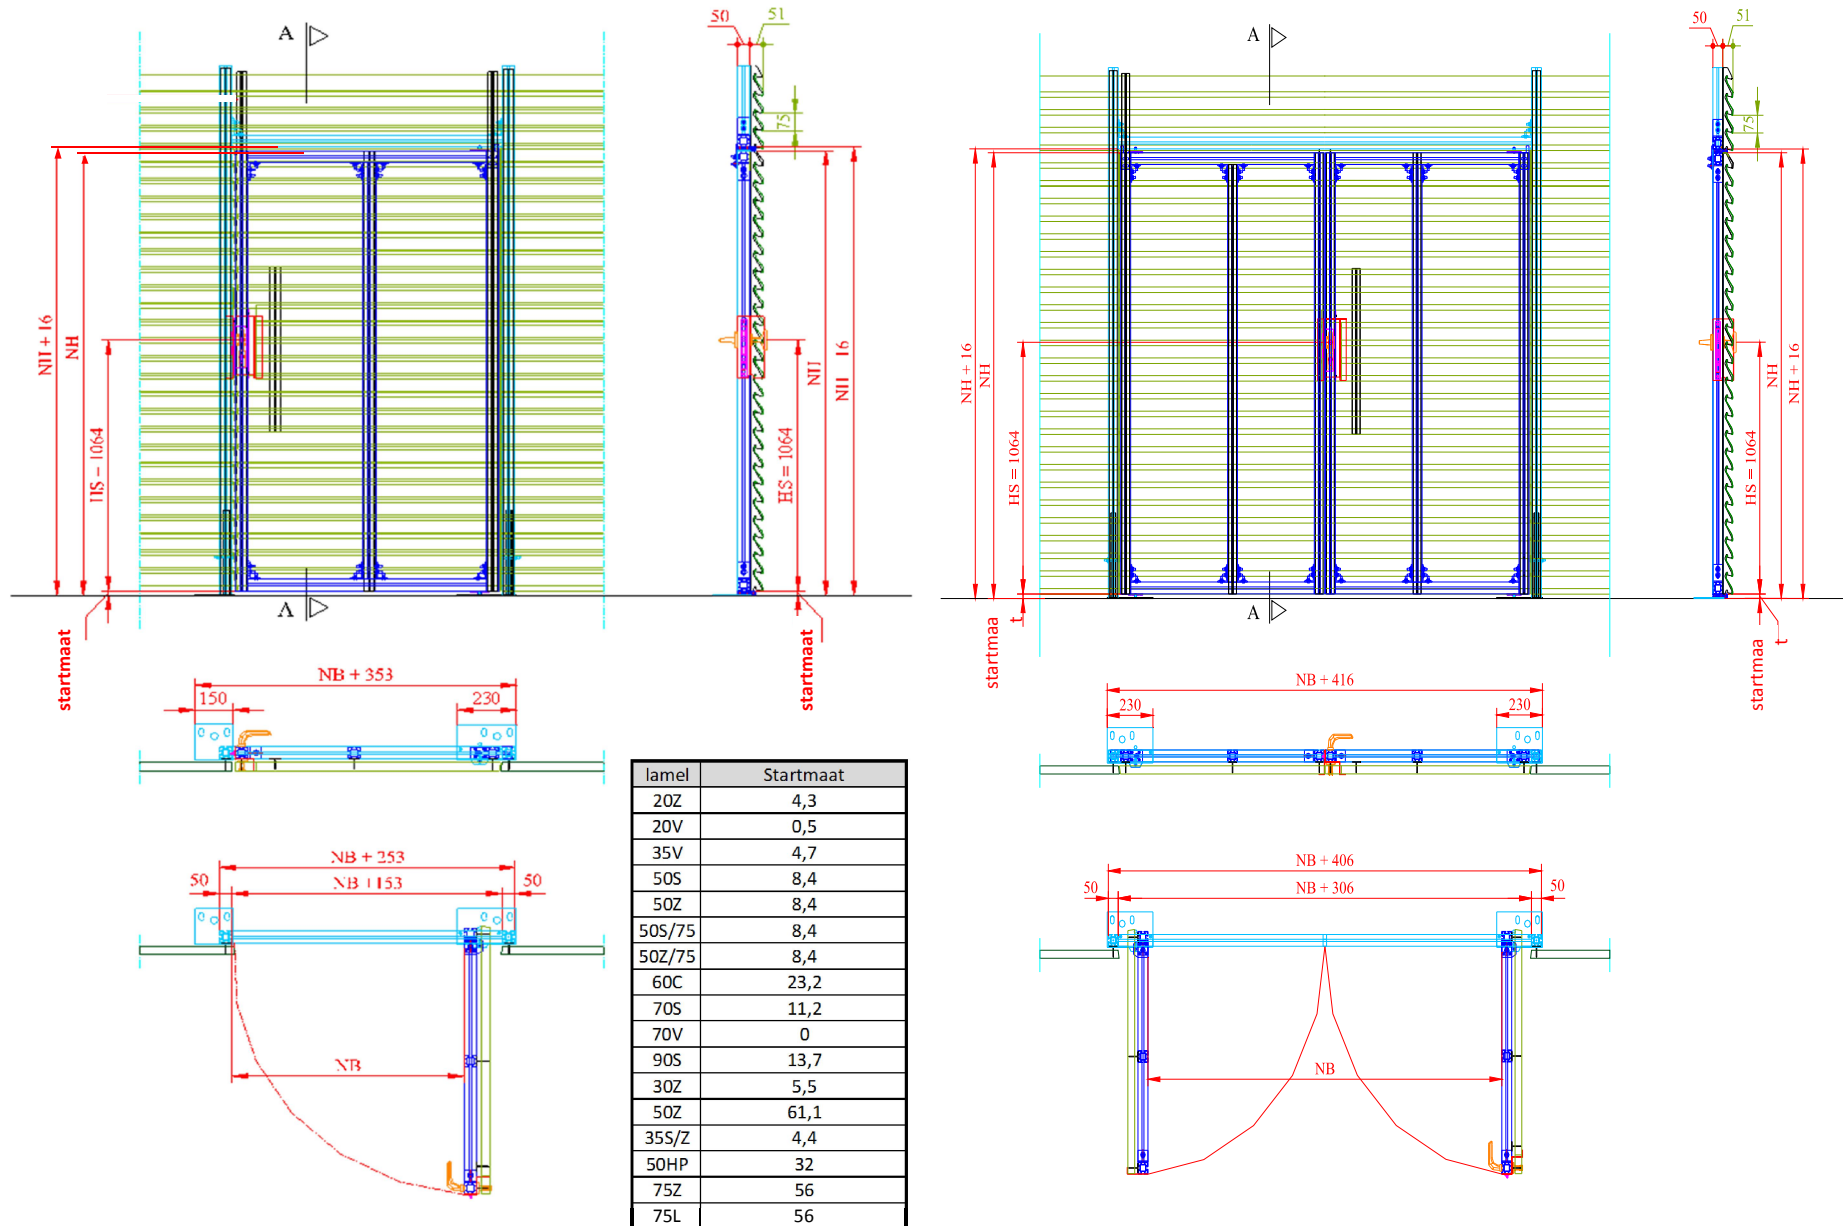 A
50
51
75
NH + 16
NH
HS - 1064
NH
NH 16
HS = 1064
A
startmaat
startmaat
NB + 353
150
230
NB + 253
NB +153
50
50
NB
lamel Startmaat
20Z 4,3
20V 0,5
35V 4,7
50S 8,4
50Z 8,4
50S/75 8,4
50Z/75 8,4
60C 23,2
70S 11,2
70V 0
90S 13,7
30Z 5,5
50Z 61,1
35S/Z 4,4
50HP 32
75Z 56
75L 56
A
50
51
75
NH + 16
NH
HS = 1064
NH
NH + 16
HS = 1064
A
startmaa
t
startmaa
t
NB + 416
230
230
NB + 406
NB + 306
50
50
NB